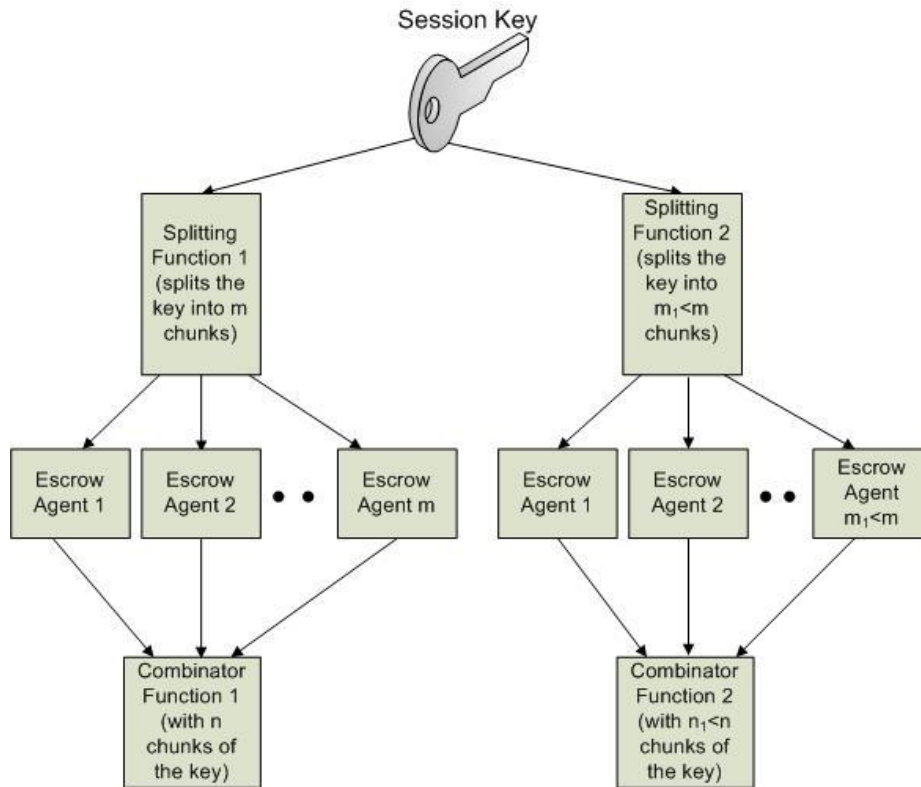 Session Key
Splitting
Function 1
(splits the
key into m
chunks)
Splitting
Function 2
(splits the
key into
m₁<m
chunks)
Escrow
Agent 1
Escrow
Agent 2
Escrow
Agent m
Escrow
Agent 1
Escrow
Agent 2
Escrow
Agent
m₁<m
Combinator
Function 1
(with n
chunks of
the key)
Combinator
Function 2
(with n₁<n
chunks of
the key)